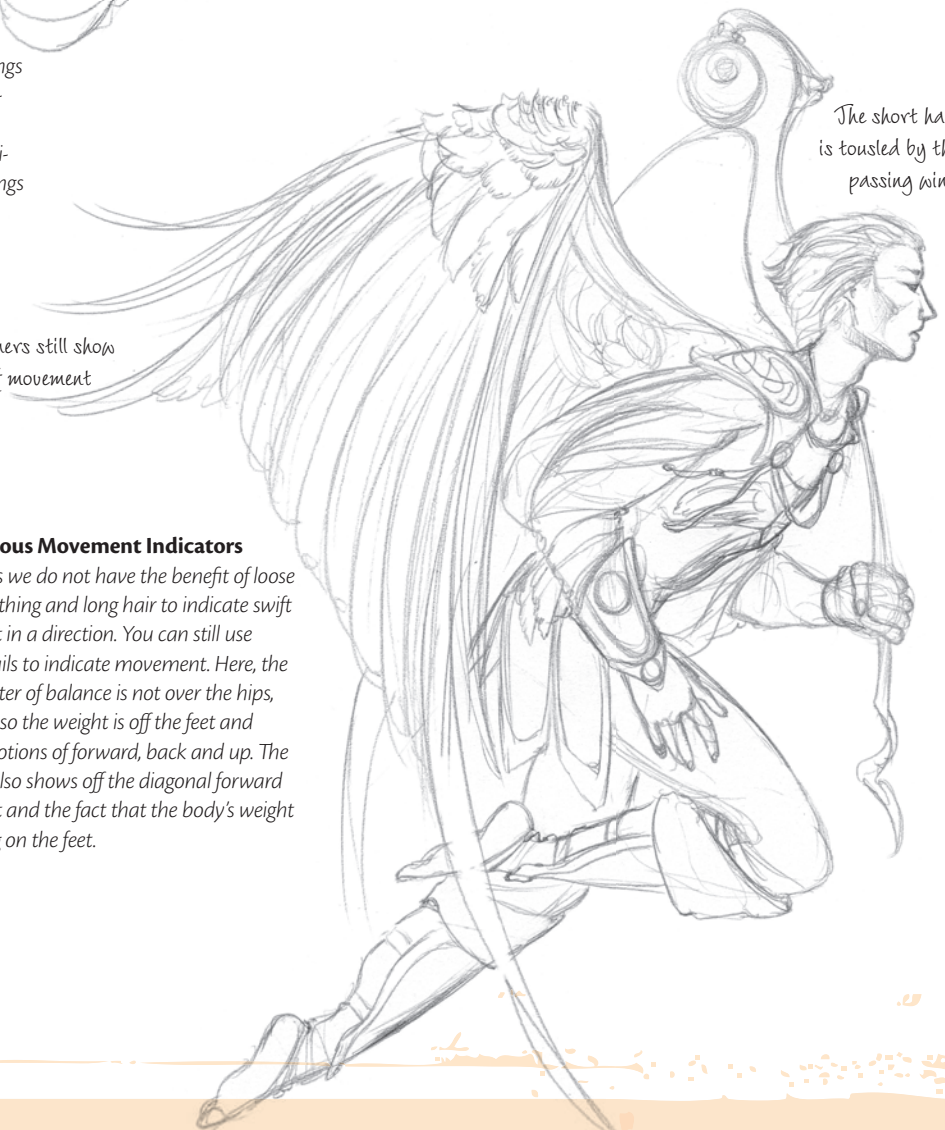 ngs
i-
ngs
The short ha
is tousled by th
passing win
ners still show
movement
ous Movement Indicators
s we do not have the benefit of loose
thing and long hair to indicate swift
t in a direction. You can still use
ils to indicate movement. Here, the
ter of balance is not over the hips,
so the weight is off the feet and
otions of forward, back and up. The
lso shows off the diagonal forward
t and the fact that the body’s weight
g on the feet.